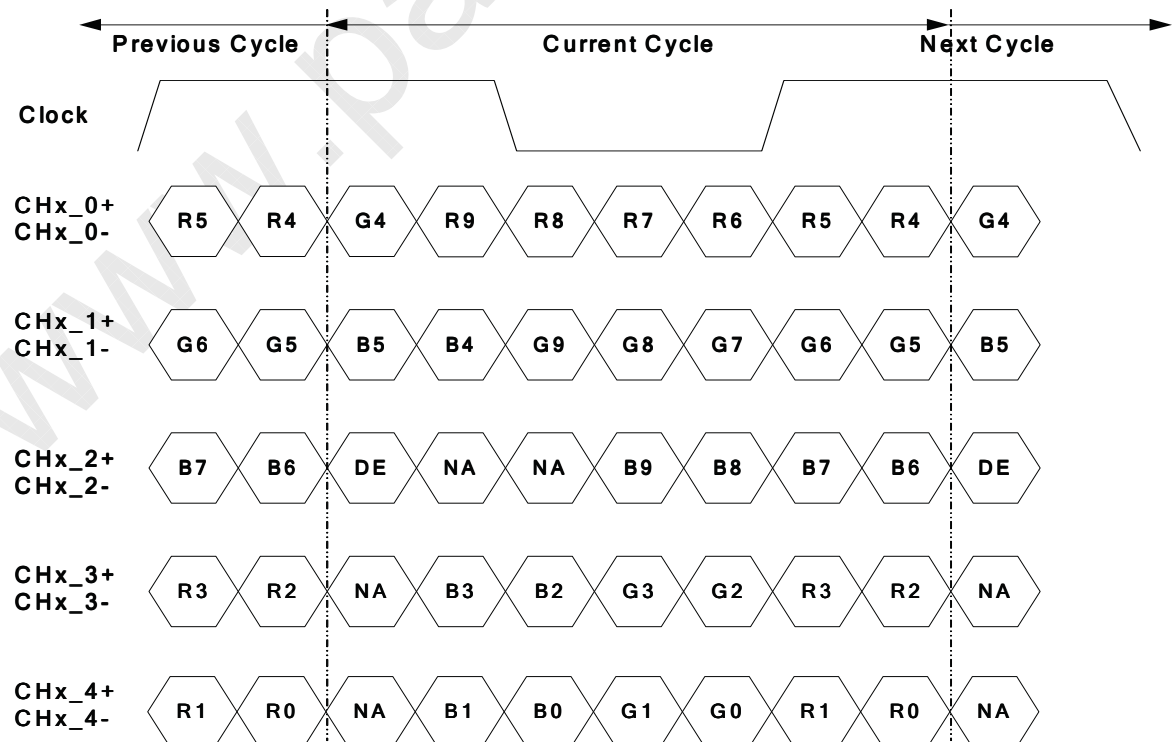 Previous Cycle Current Cycle Next Cycle
Clock
CHx_0+
CHx_0-
R5 R4 G4 R9 R8 R7 R6 R5 R4 G4
CHx_1+
CHx_1-
G6 G5 B5 B4 G9 G8 G7 G6 G5 B5
CHx_2+
CHx_2-
B7 B6 DE NA NA B9 B8 B7 B6 DE
CHx_3+
CHx_3-
R3 R2 NA B3 B2 G3 G2 R3 R2 NA
CHx_4+
CHx_4-
R1 R0 NA B1 B0 G1 G0 R1 R0 NA
www.pa